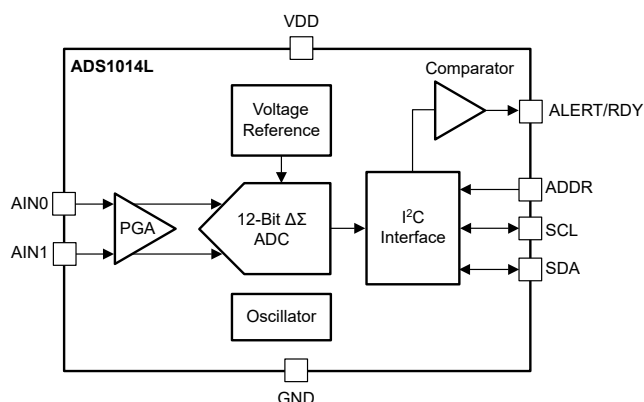 VDD
ADS1014L
Comparator
Voltage
Reference
ALERT/RDY
AIN0
PGA
AIN1
12-Bit ΔΣ
ADC
I²C
Interface
ADDR
SCL
SDA
Oscillator
GND